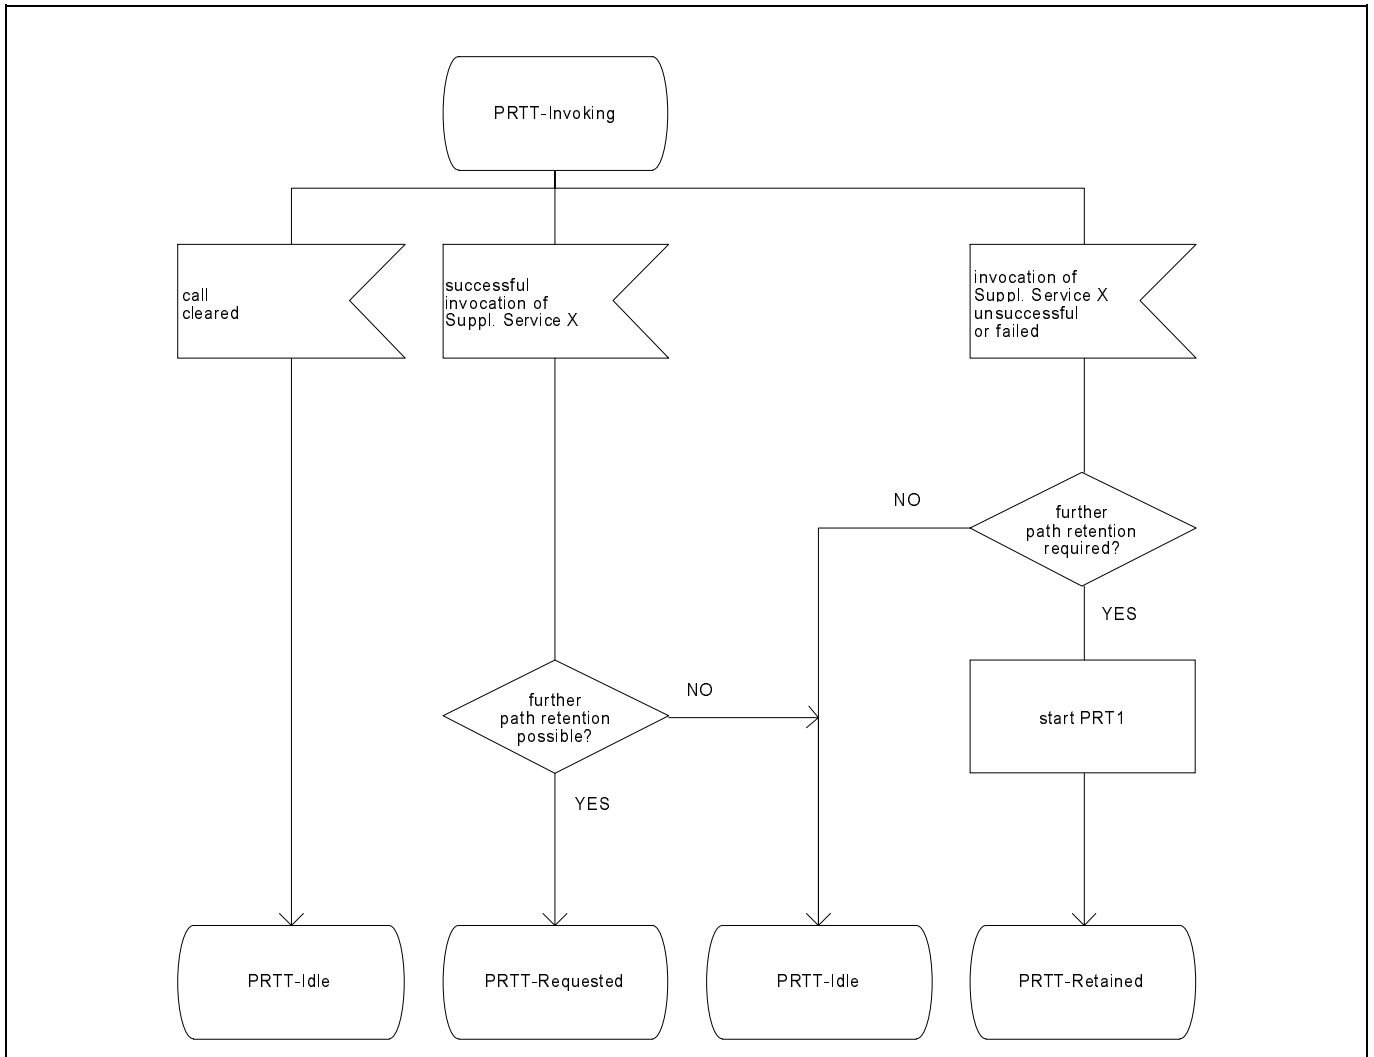 PRTT-Invoking
call
cleared
successful
invocation of
Suppl. Service X
invocation of
Suppl. Service X
unsuccessful
or failed
NO
further
path retention
required?
YES
NO
further
path retention
possible?
start PRT1
YES
PRTT-Idle
PRTT-Requested
PRTT-Idle
PRTT-Retained